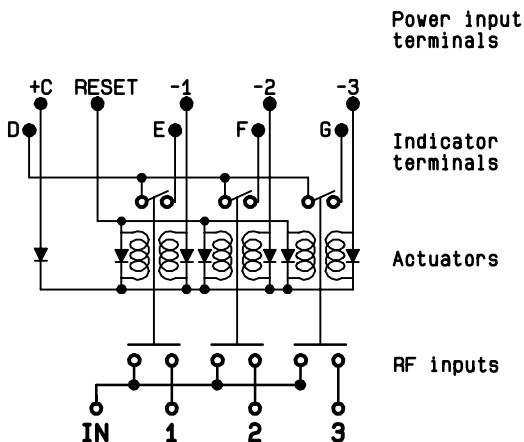 Power input
terminals
+C RESET -1 -2 -3
D E F G
Indicator
terminals
Actuators
RF inputs
IN 1 2 3